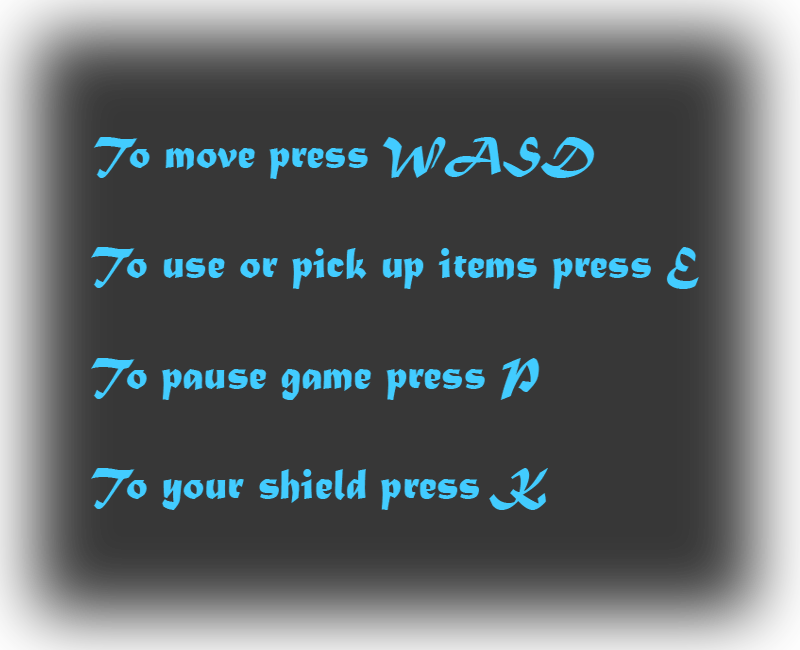 To move press WASD
To use or pick up items press E
To pause game press P
To your shield press K